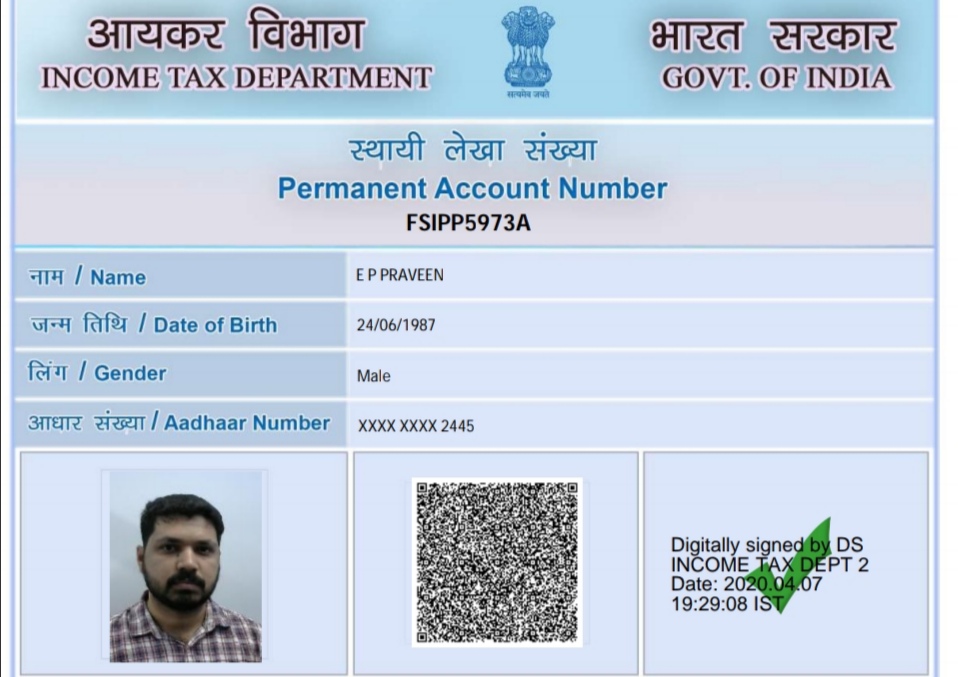 आयकर विभाग
INCOME TAX DEPARTMENT
सत्यमेव जयते
भारत सरकार
GOVT. OF INDIA
स्थायी लेखा संख्या
Permanent Account Number
FSIPP5973A
नाम / Name
E P PRAVEEN
जन्म तिथि / Date of Birth
24/06/1987
लिंग / Gender
Male
आधार संख्या / Aadhaar Number
XXXX XXXX 2445
Digitally signed by DS
INCOME TAX DEPT 2
Date: 2020.04.07
19:29:08 IST